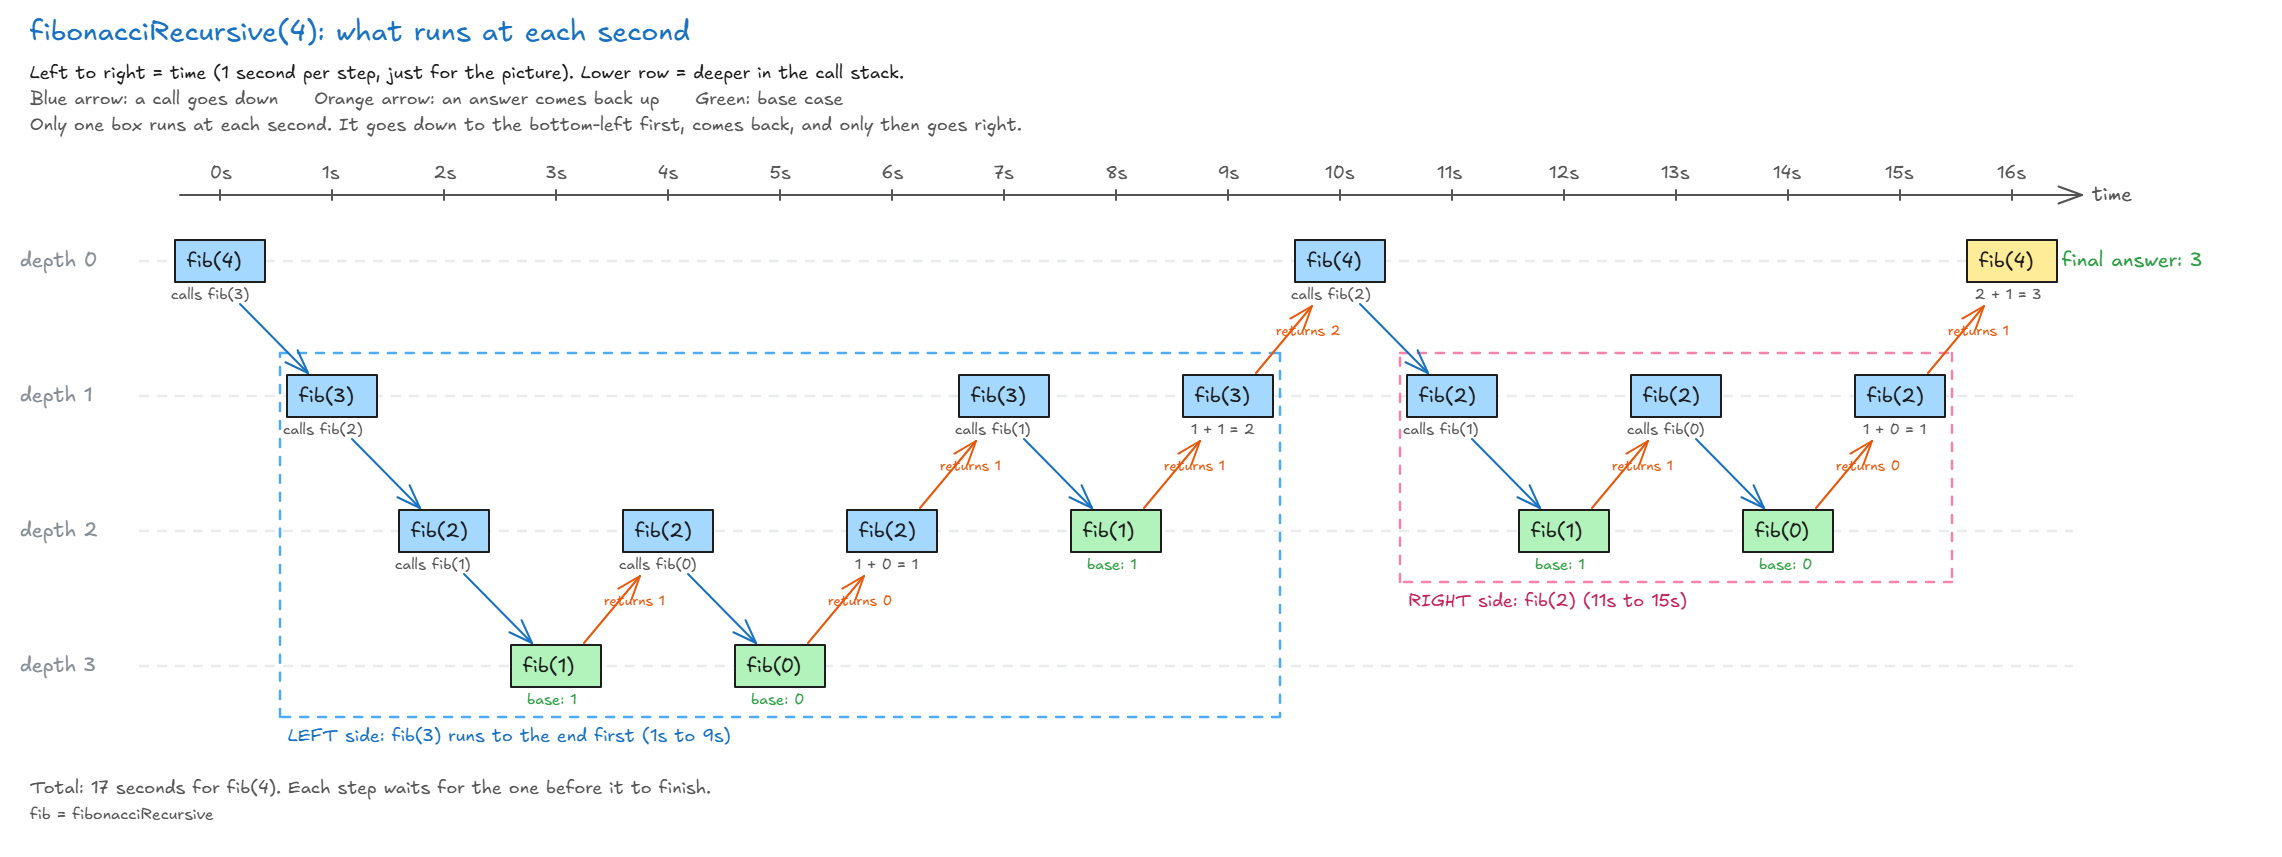 fibonacciRecursive(4): what runs at each second
Left to right = time (1 second per step, just for the picture). Lower row = deeper in the call stack.
Blue arrow: a call goes down Orange arrow: an answer comes back up Green: base case
Only one box runs at each second. It goes down to the bottom-left first, comes back, and only then goes right.
0s 1s 2s 3s 4s 5s 6s 7s 8s 9s 10s 11s 12s 13s 14s 15s 16s
time
depth 0 fib(4) fib(4) fib(4) final answer: 3
calls fib(3) calls fib(2) 2 + 1 = 3
returns 2 returns 1
depth 1 fib(3) fib(3) fib(3) fib(2) fib(2) fib(2)
calls fib(2) calls fib(1) 1 + 1 = 2 calls fib(1) calls fib(0) 1 + 0 = 1
returns 1 returns 1 returns 1 returns 0
depth 2 fib(2) fib(2) fib(2) fib(1) fib(1) fib(0)
calls fib(1) calls fib(0) 1 + 0 = 1 base: 1 base: 1 base: 0
returns 1 returns 0 RIGHT side: fib(2) (11s to 15s)
depth 3 fib(1) fib(0)
base: 1 base: 0
LEFT side: fib(3) runs to the end first (1s to 9s)
Total: 17 seconds for fib(4). Each step waits for the one before it to finish.
fib = fibonacciRecursive